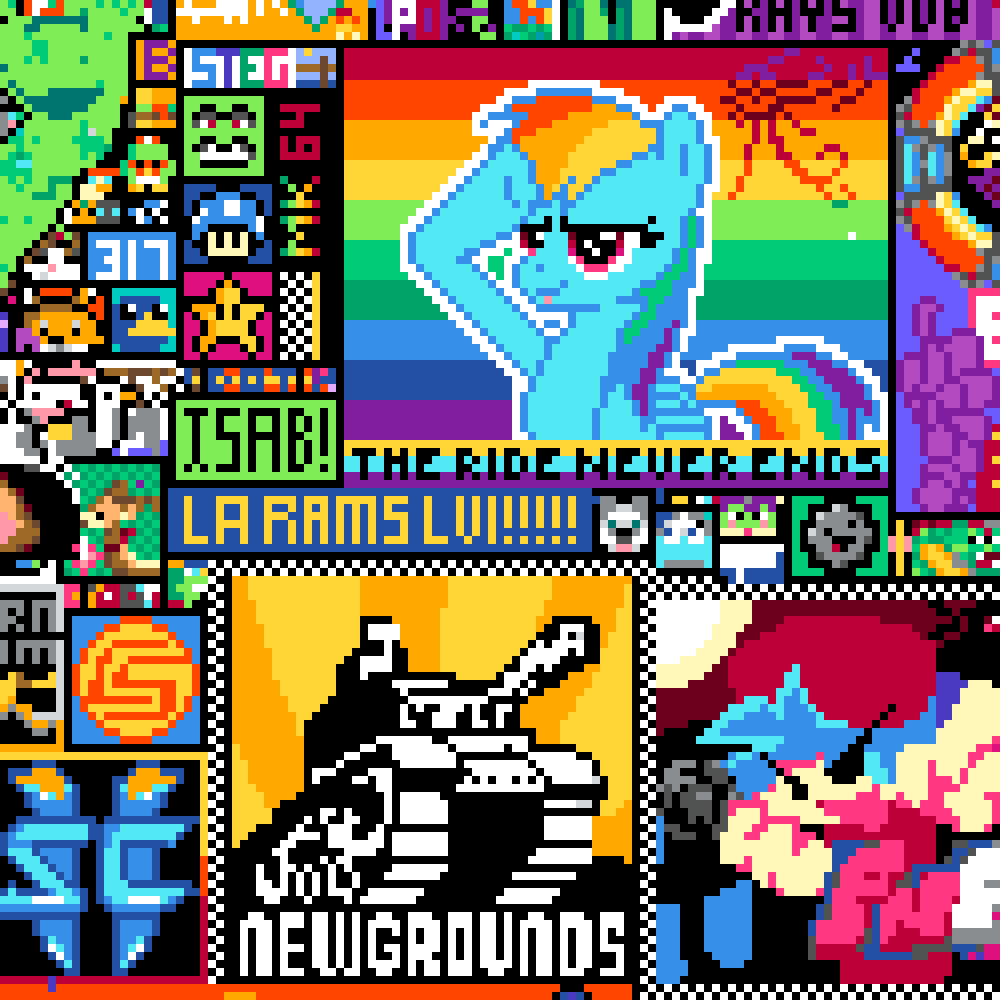 STEG
MK 64
317
ISAB!
THE RIDE NEVER ENDS
LA RAMS LVI!!!!!
NEWGROUNDS